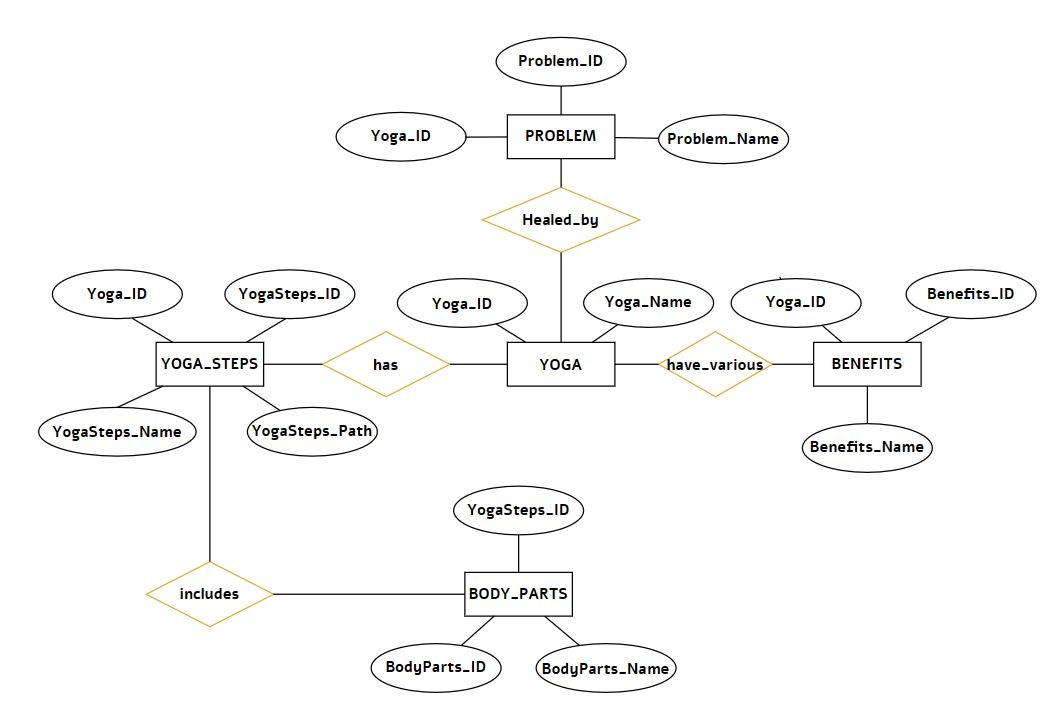 Problem_ID
Yoga_ID
PROBLEM
Problem_Name
Healed_by
Yoga_ID
YogaSteps_ID
Yoga_ID
Yoga_Name
Yoga_ID
Benefits_ID
YOGA_STEPS
has
YOGA
have_various
BENEFITS
YogaSteps_Name
YogaSteps_Path
Benefits_Name
YogaSteps_ID
includes
BODY_PARTS
BodyParts_ID
BodyParts_Name